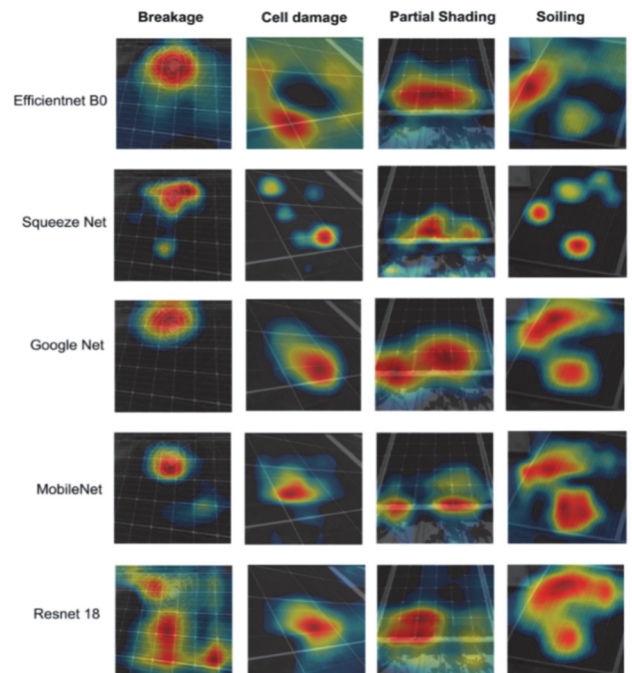 Breakage Cell damage Partial Shading Soiling
Efficientnet B0
Squeeze Net
Google Net
MobileNet
Resnet 18